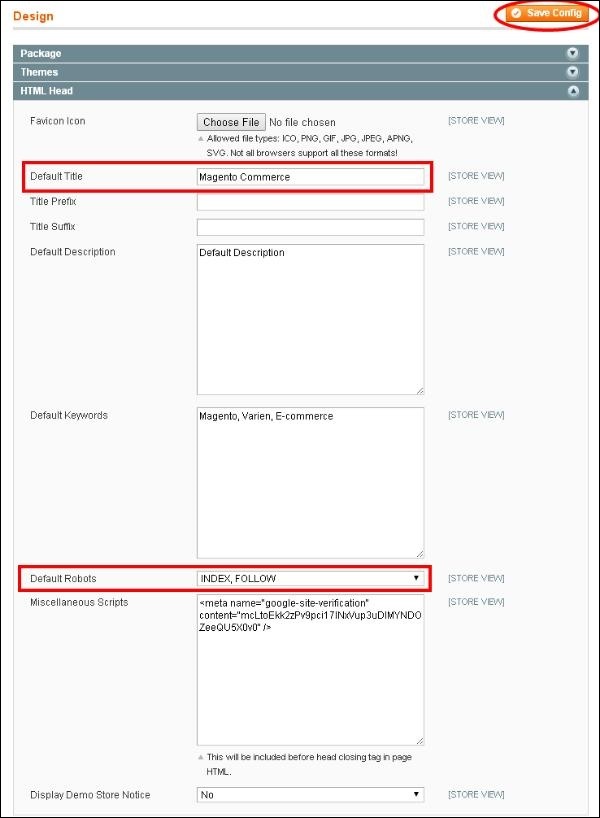 Design
Save Config
Package
Themes
HTML Head
Favicon Icon
Choose File No file chosen
[STORE VIEW]
Allowed file types: ICO, PNG, GIF, JPG, JPEG, APNG,
SVG. Not all browsers support all these formats!
Default Title
Magento Commerce
[STORE VIEW]
Title Prefix
[STORE VIEW]
Title Suffix
[STORE VIEW]
Default Description
Default Description
[STORE VIEW]
Default Keywords
Magento, Varien, E-commerce
[STORE VIEW]
Default Robots
INDEX, FOLLOW
[STORE VIEW]
Miscellaneous Scripts
<meta name="google-site-verification"
[STORE VIEW]
/>
This will be included before head closing tag in page
HTML.
Display Demo Store Notice
No
[STORE VIEW]